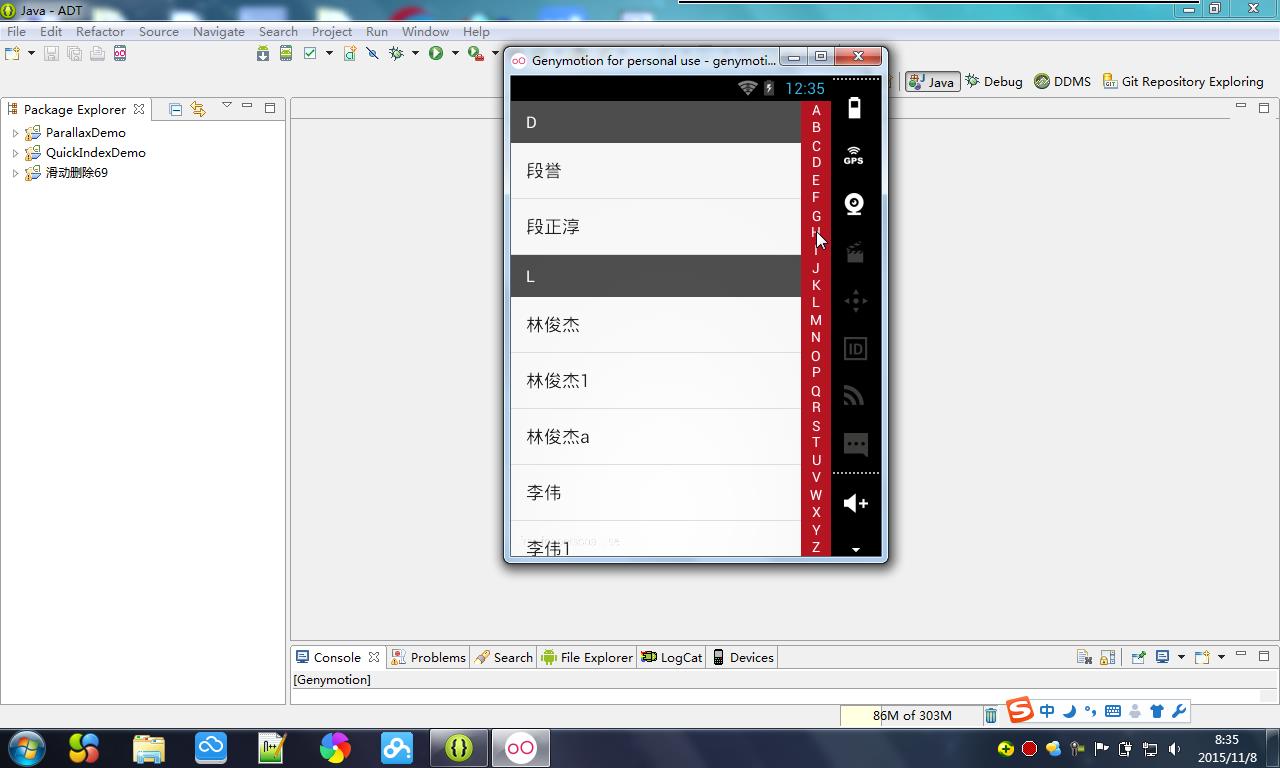 Java - ADT
File Edit Refactor Source Navigate Search Project Run Window Help
Genymotion for personal use - genymoti...
Java Debug DDMS Git Repository Exploring
Package Explorer
ParallaxDemo
QuickIndexDemo
滑动删除69
12:35
D
段誉
段正淳
L
林俊杰
林俊杰1
林俊杰a
李伟
李伟1
A
B
C
D
E
F
G
H
I
J
K
L
M
N
O
P
Q
R
S
T
U
V
W
X
Y
Z
GPS
ID
Console Problems Search File Explorer LogCat Devices
[Genymotion]
86M of 303M
中
8:35
2015/11/8